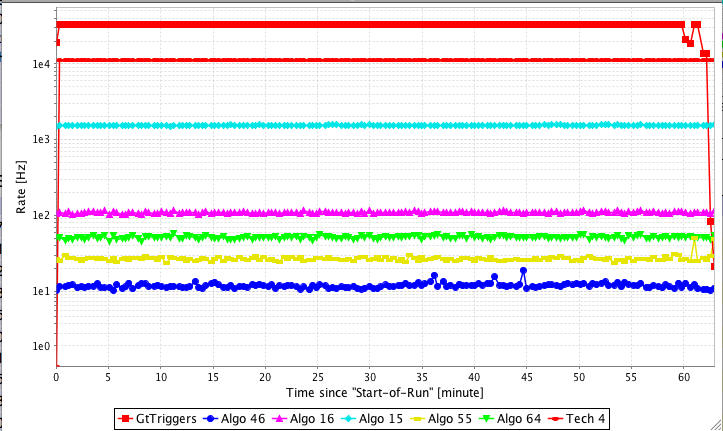 Rate [Hz]
1e4
1e3
1e2
1e1
1e0
0 5 10 15 20 25 30 35 40 45 50 55 60
Time since "Start-of-Run" [minute]
GtTriggers Algo 46 Algo 16 Algo 15 Algo 55 Algo 64 Tech 4